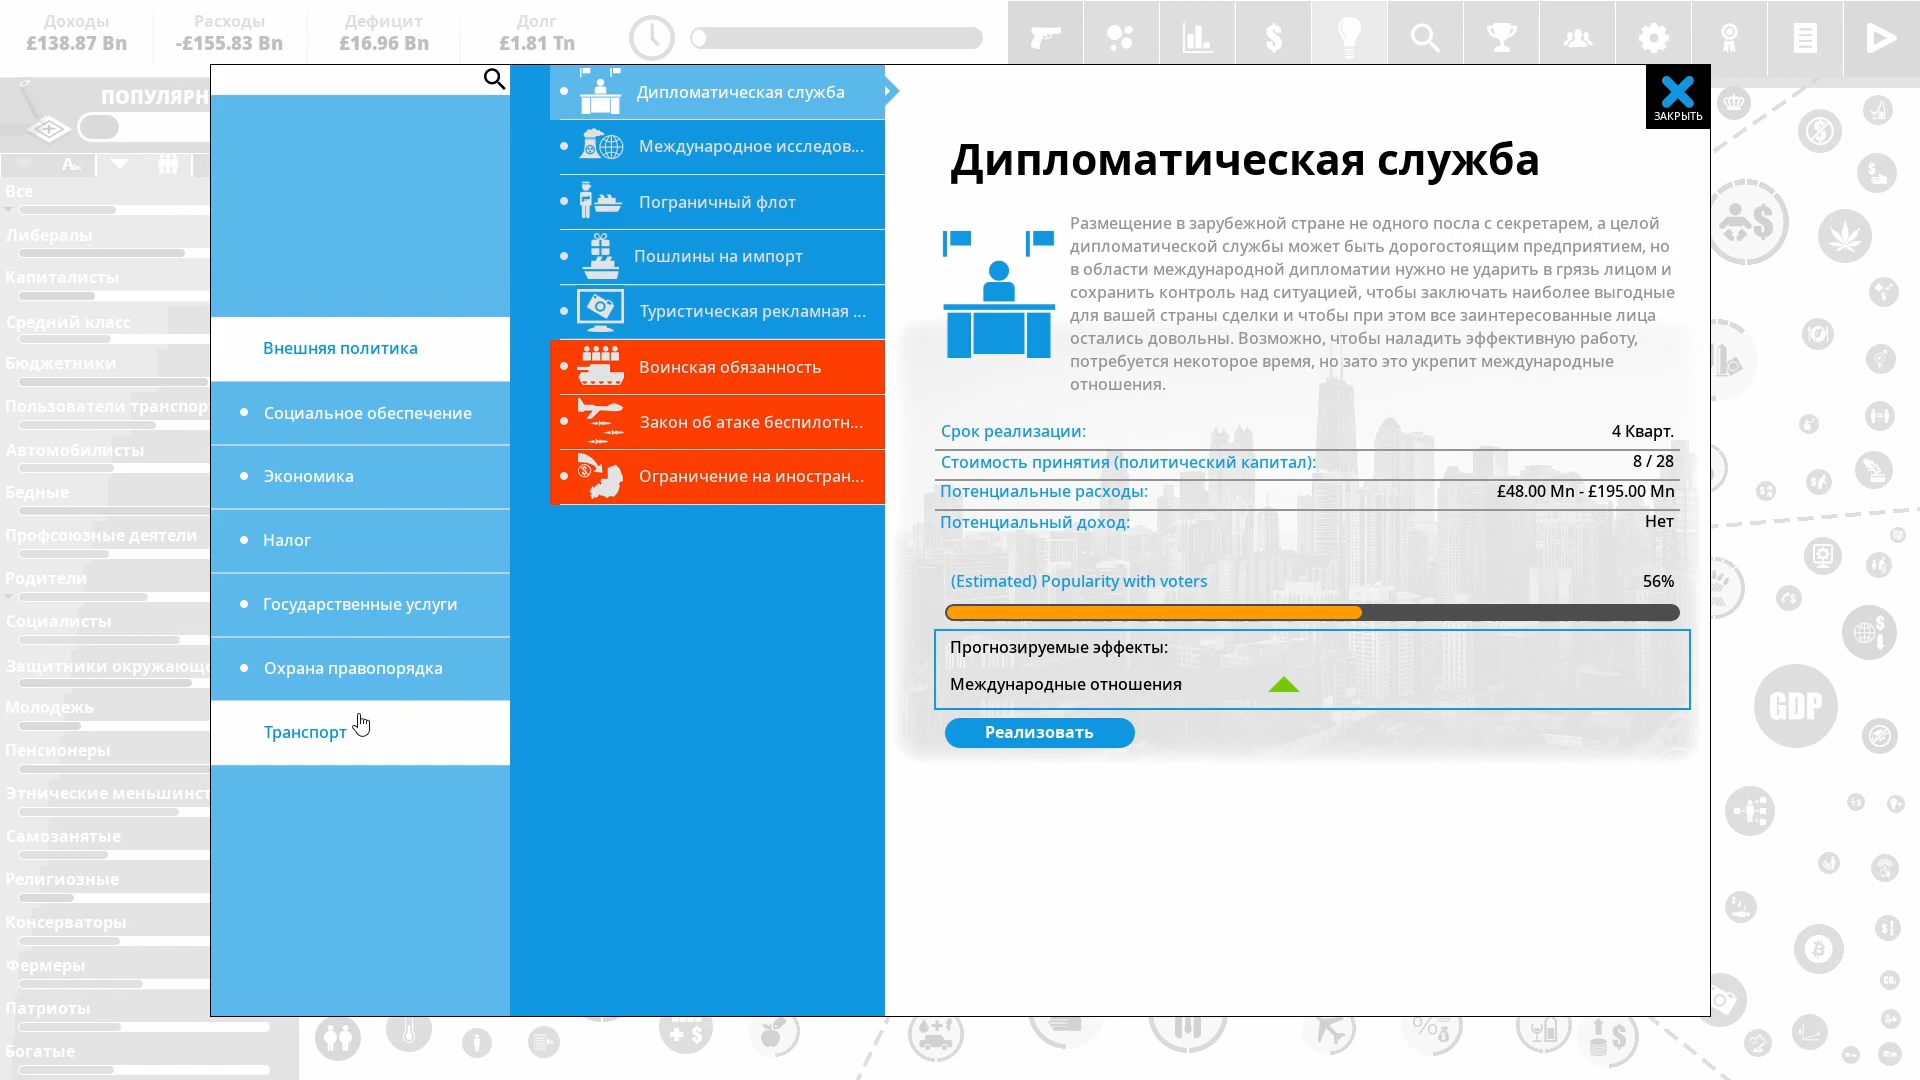 Доходы
£138.87 Bn
Расходы
-£155.83 Bn
Дефицит
£16.96 Bn
Долг
£1.81 Tn
ПОПУЛЯРН
Abc
Все
Либералы
Капиталисты
Средний класс
Бюджетники
Пользователи транспор
Автомобилисты
Бедные
Профсоюзные деятели
Родители
Социалисты
Защитники окружающе
Молодежь
Пенсионеры
Этнические меньшинст
Самозанятые
Религиозные
Консерваторы
Фермеры
Патриоты
Богатые
Внешняя политика
Социальное обеспечение
Экономика
Налог
Государственные услуги
Охрана правопорядка
Транспорт
Дипломатическая служба
Международное исследов...
Пограничный флот
Пошлины на импорт
Туристическая рекламная ...
Воинская обязанность
Закон об атаке беспилотн...
Ограничение на иностран...
ЗАКРЫТЬ
Дипломатическая служба
Размещение в зарубежной стране не одного посла с секретарем, а целой
дипломатической службы может быть дорогостоящим предприятием, но
в области международной дипломатии нужно не ударить в грязь лицом и
сохранить контроль над ситуацией, чтобы заключать наиболее выгодные
для вашей страны сделки и чтобы при этом все заинтересованные лица
остались довольны. Возможно, чтобы наладить эффективную работу,
потребуется некоторое время, но зато это укрепит международные
отношения.
Срок реализации: 4 Кварт.
Стоимость принятия (политический капитал): 8 / 28
Потенциальные расходы: £48.00 Mn - £195.00 Mn
Потенциальный доход: Нет
(Estimated) Popularity with voters 56%
Прогнозируемые эффекты:
Международные отношения
Реализовать
GDP